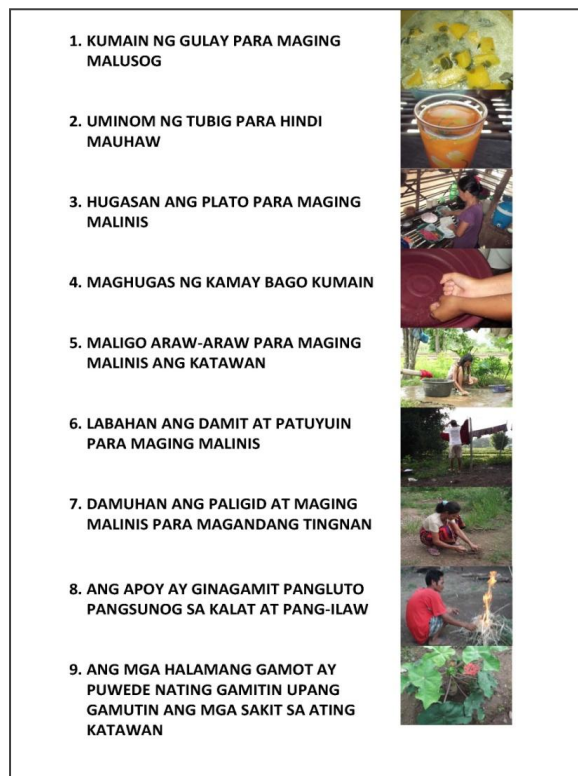 1. KUMAIN NG GULAY PARA MAGING
MALUSOG
2. UMINOM NG TUBIG PARA HINDI
MAUHAW
3. HUGASAN ANG PLATO PARA MAGING
MALINIS
4. MAGHUGAS NG KAMAY BAGO KUMAIN
5. MALIGO ARAW-ARAW PARA MAGING
MALINIS ANG KATAWAN
6. LABAHAN ANG DAMIT AT PATUYUIN
PARA MAGING MALINIS
7. DAMUHAN ANG PALIGID AT MAGING
MALINIS PARA MAGANDANG TINGNAN
8. ANG APOY AY GINAGAMIT PANGLUTO
PANGSUNOG SA KALAT AT PANG-ILAW
9. ANG MGA HALAMANG GAMOT AY
PUWEDE NATING GAMITIN UPANG
GAMUTIN ANG MGA SAKIT SA ATING
KATAWAN